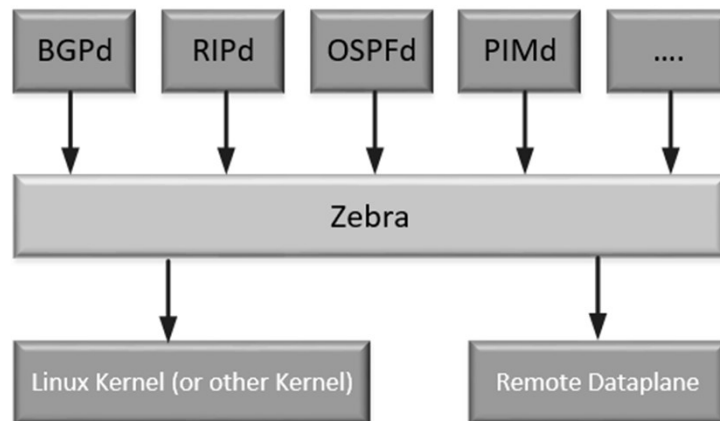 BGPd
RIPd
OSPFd
PIMd
....
Zebra
Linux Kernel (or other Kernel)
Remote Dataplane